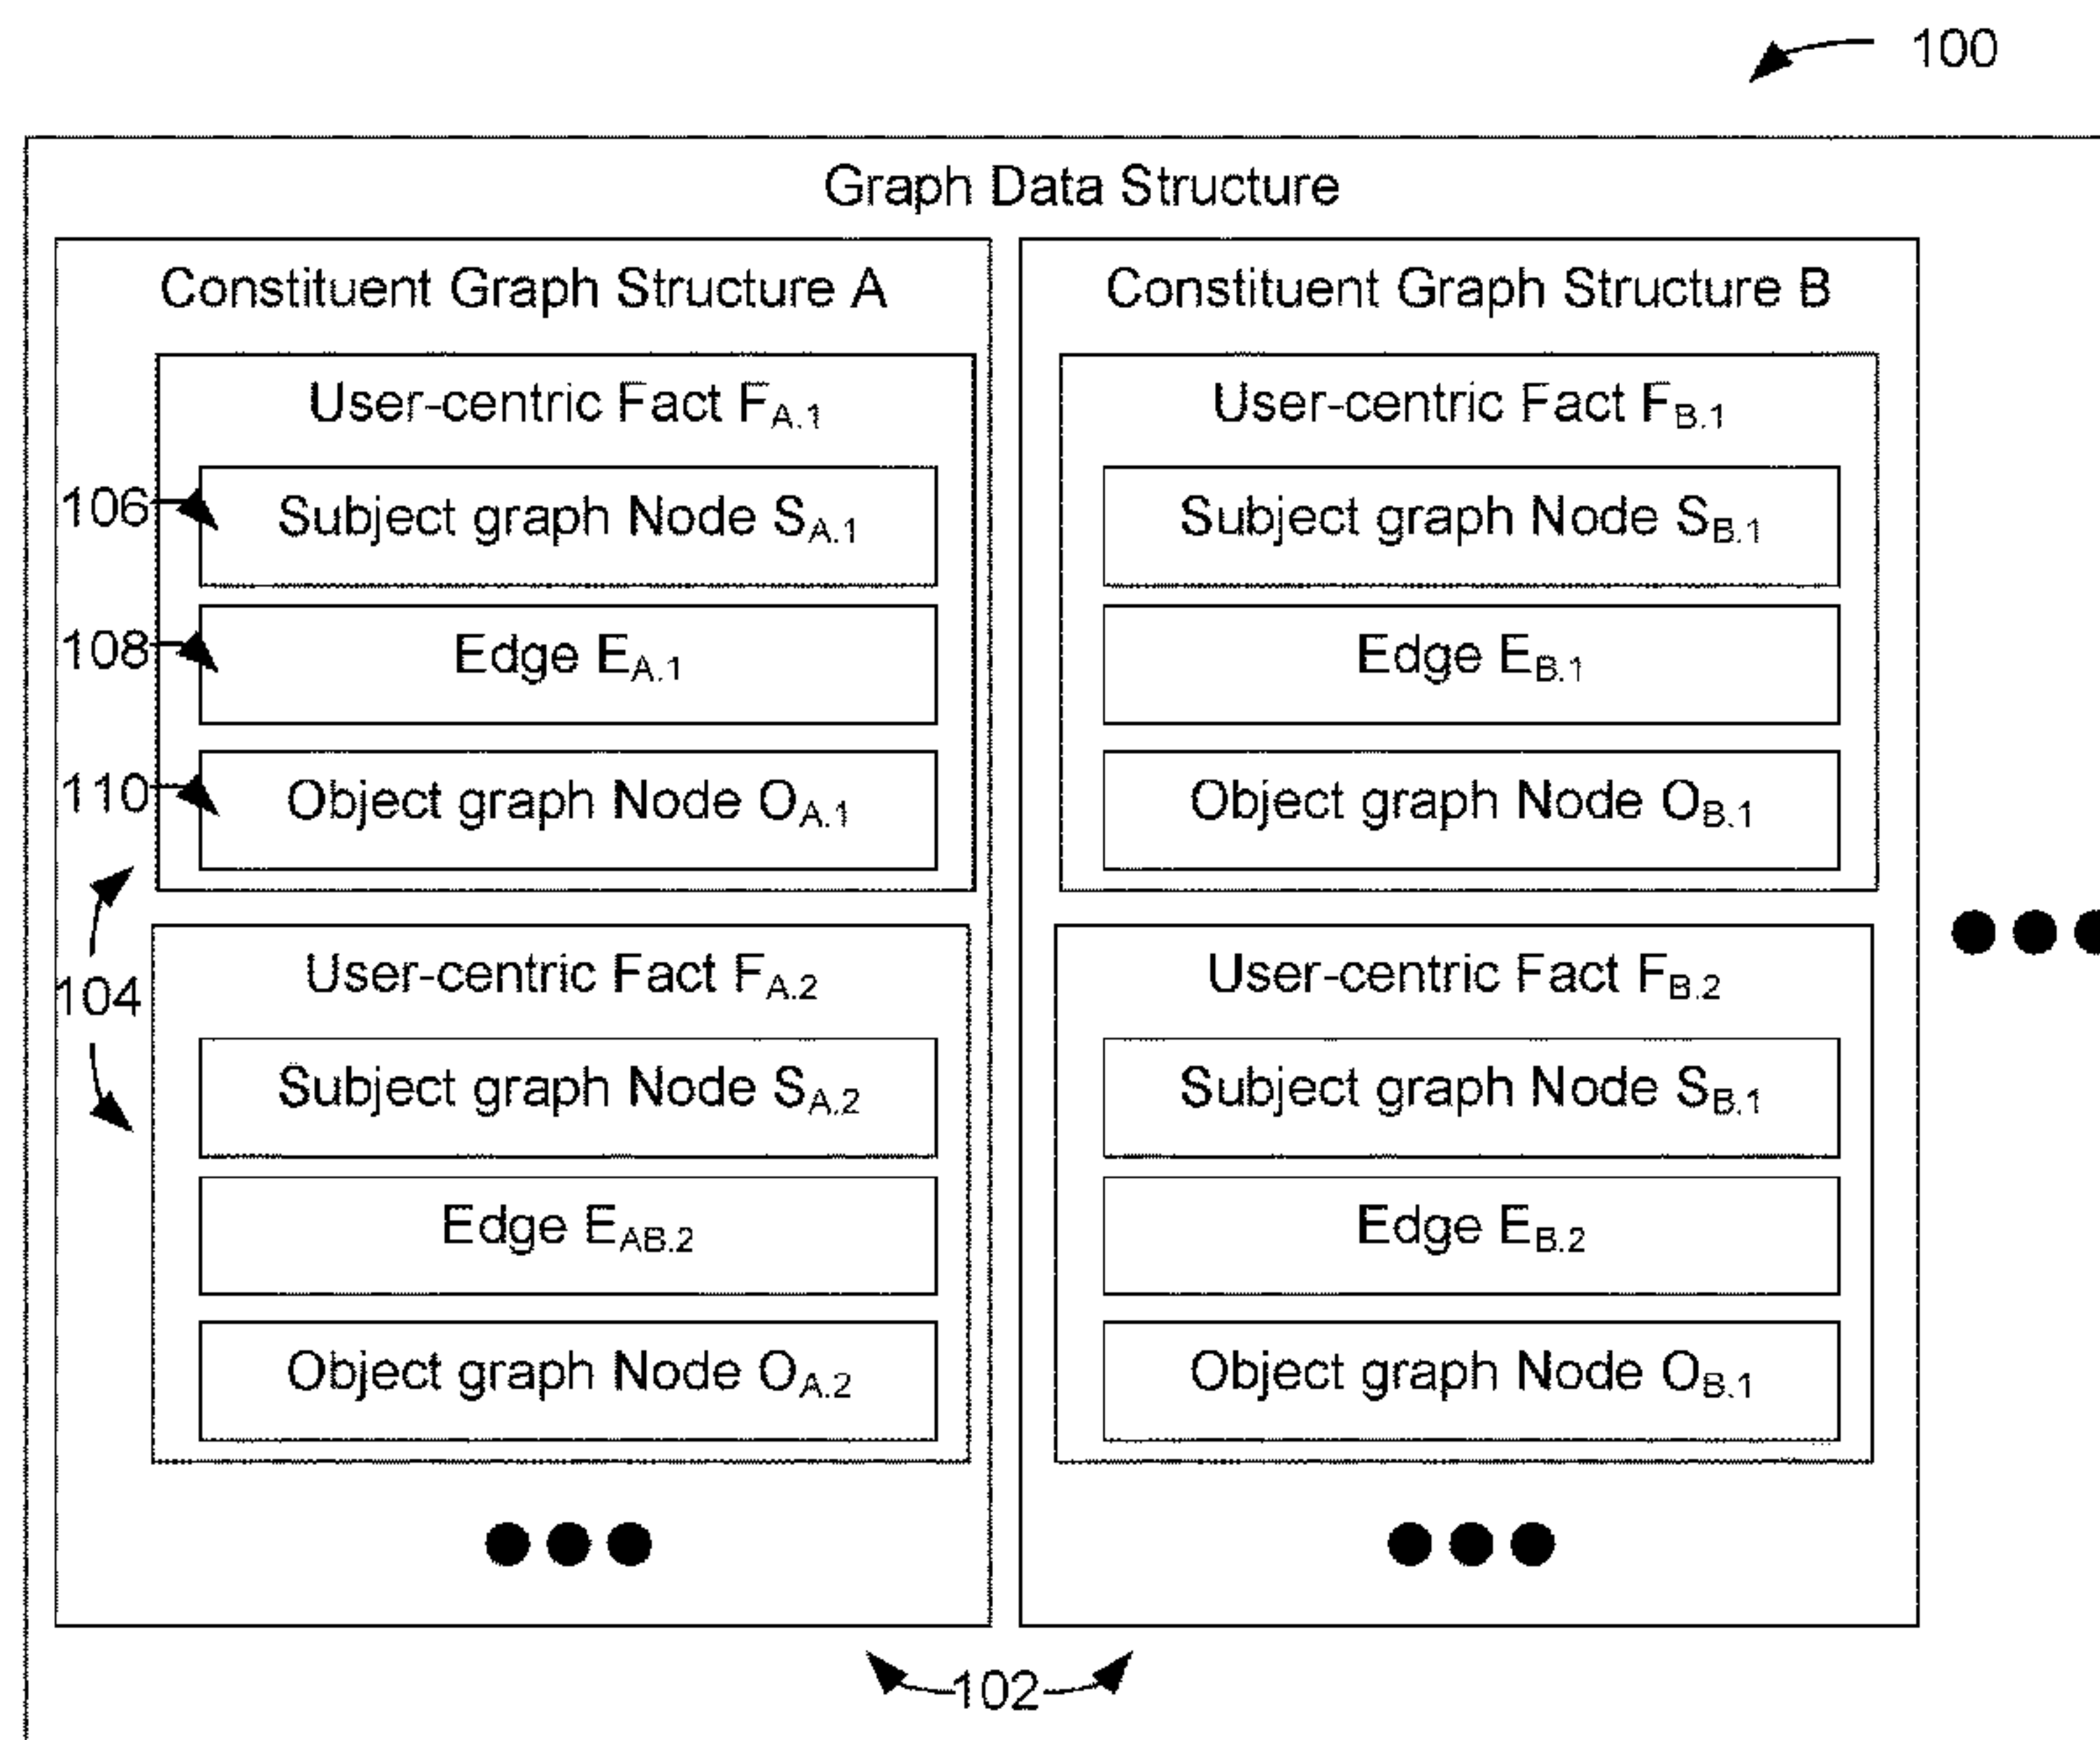 100
Graph Data Structure
Constituent Graph Structure A
User-centric Fact FA.1
106
Subject graph Node SA.1
108
Edge EA.1
110
Object graph Node OA.1
104
User-centric Fact FA.2
Subject graph Node SA.2
Edge EAB.2
Object graph Node OA.2
Constituent Graph Structure B
User-centric Fact FB.1
Subject graph Node SB.1
Edge EB.1
Object graph Node OB.1
User-centric Fact FB.2
Subject graph Node SB.1
Edge EB.2
Object graph Node OB.1
102